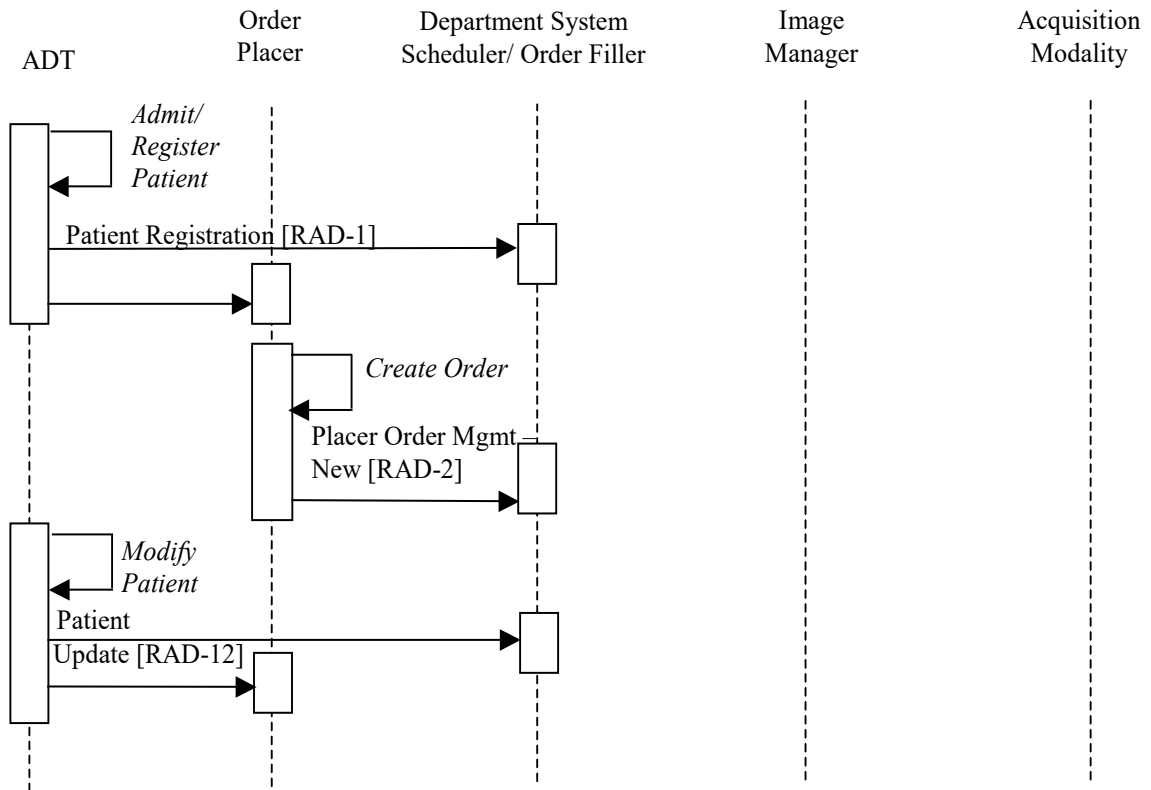 ADT
Order
Placer
Department System
Scheduler/ Order Filler
Image
Manager
Acquisition
Modality
Admit/
Register
Patient
Patient Registration [RAD-1]
Create Order
Placer Order Mgmt –
New [RAD-2]
Modify
Patient
Patient
Update [RAD-12]